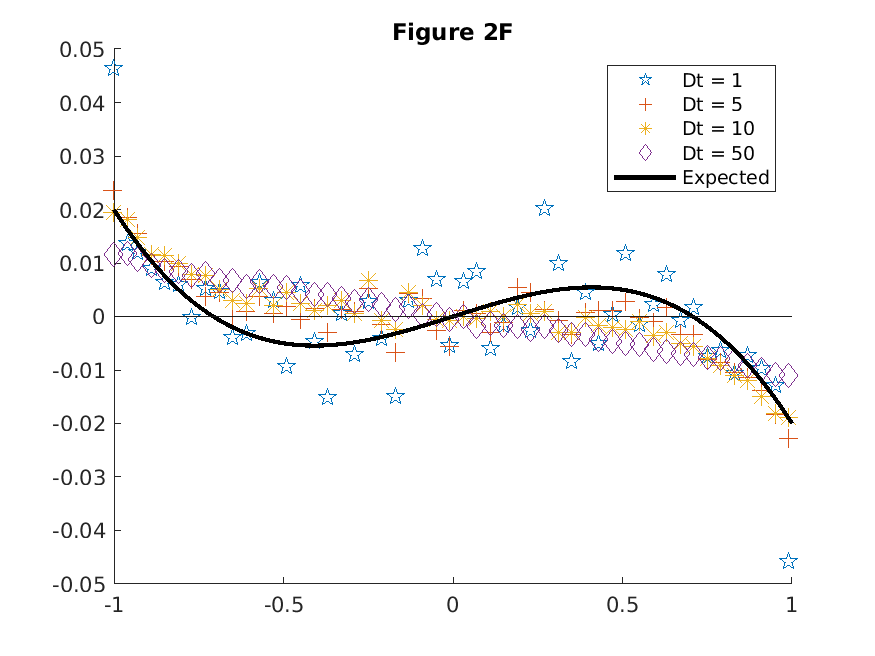 Figure 2F
0.05
0.04
0.03
0.02
0.01
0
-0.01
-0.02
-0.03
-0.04
-0.05
-1
-0.5
0
0.5
1
Dt = 1
Dt = 5
Dt = 10
Dt = 50
Expected